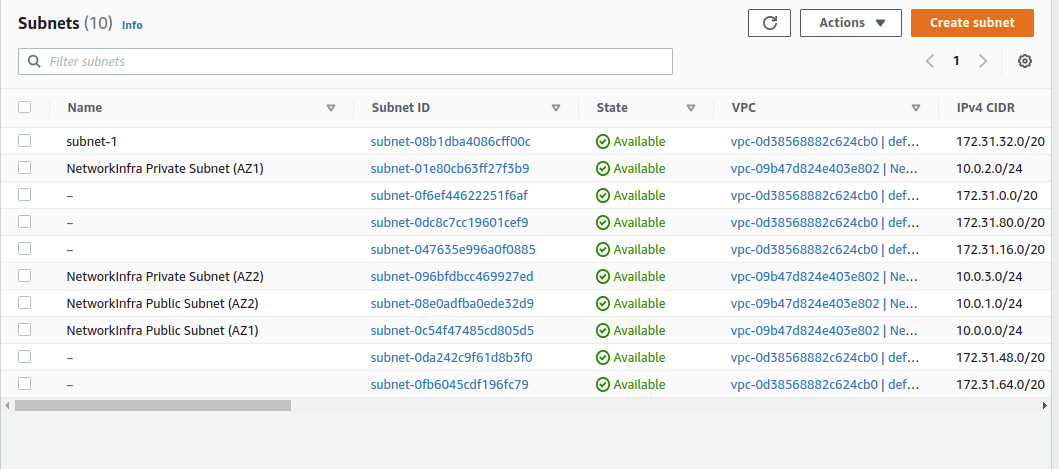 Subnets (10) Info
Actions
Create subnet
Filter subnets
1
Name Subnet ID State VPC IPv4 CIDR
subnet-1 subnet-08b1dba4086cff00c Available vpc-0d38568882c624cb0 | def… 172.31.32.0/20
NetworkInfra Private Subnet (AZ1) subnet-01e80cb63ff27f3b9 Available vpc-09b47d824e403e802 | Ne… 10.0.2.0/24
– subnet-0f6ef44622251f6af Available vpc-0d38568882c624cb0 | def… 172.31.0.0/20
– subnet-0dc8c7cc19601cef9 Available vpc-0d38568882c624cb0 | def… 172.31.80.0/20
– subnet-047635e996a0f0885 Available vpc-0d38568882c624cb0 | def… 172.31.16.0/20
NetworkInfra Private Subnet (AZ2) subnet-096bfdbcc469927ed Available vpc-09b47d824e403e802 | Ne… 10.0.3.0/24
NetworkInfra Public Subnet (AZ2) subnet-08e0adfba0ede32d9 Available vpc-09b47d824e403e802 | Ne… 10.0.1.0/24
NetworkInfra Public Subnet (AZ1) subnet-0c54f47485cd805d5 Available vpc-09b47d824e403e802 | Ne… 10.0.0.0/24
– subnet-0da242c9f61d8b3f0 Available vpc-0d38568882c624cb0 | def… 172.31.48.0/20
– subnet-0fb6045cdf196fc79 Available vpc-0d38568882c624cb0 | def… 172.31.64.0/20